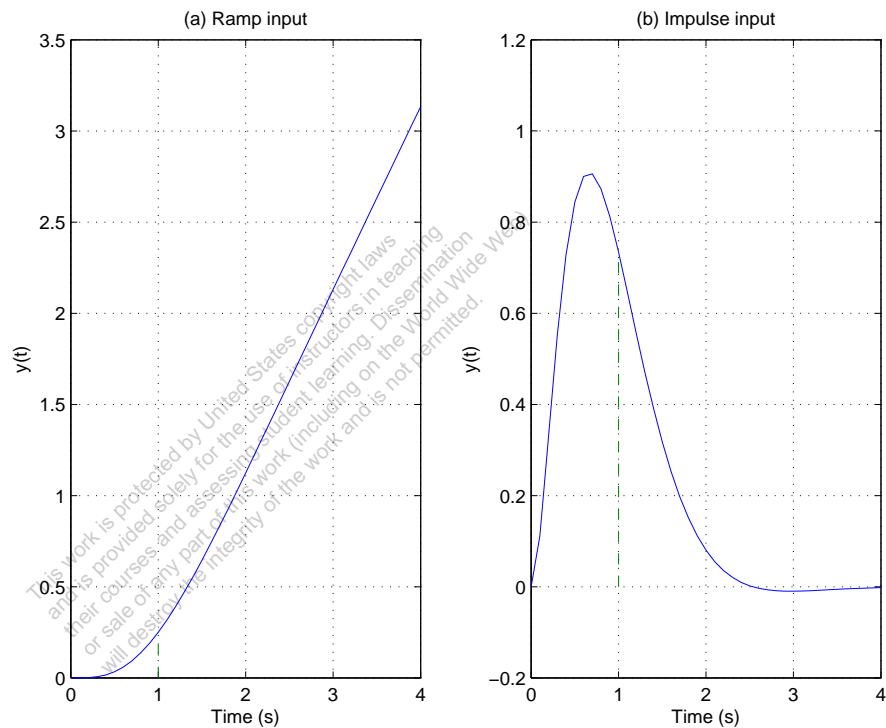 (a) Ramp input
3.5
3
2.5
2
1.5
1
0.5
0
y(t)
0 1 2 3 4
Time (s)
(b) Impulse input
1.2
1
0.8
0.6
0.4
0.2
0
−0.2
y(t)
0 1 2 3 4
Time (s)
This work is protected by United States copyright laws
and is provided solely for the use of instructors in teaching
their courses and assessing student learning. Dissemination
or sale of any part of this work (including on the World Wide Web)
will destroy the integrity of the work and is not permitted.